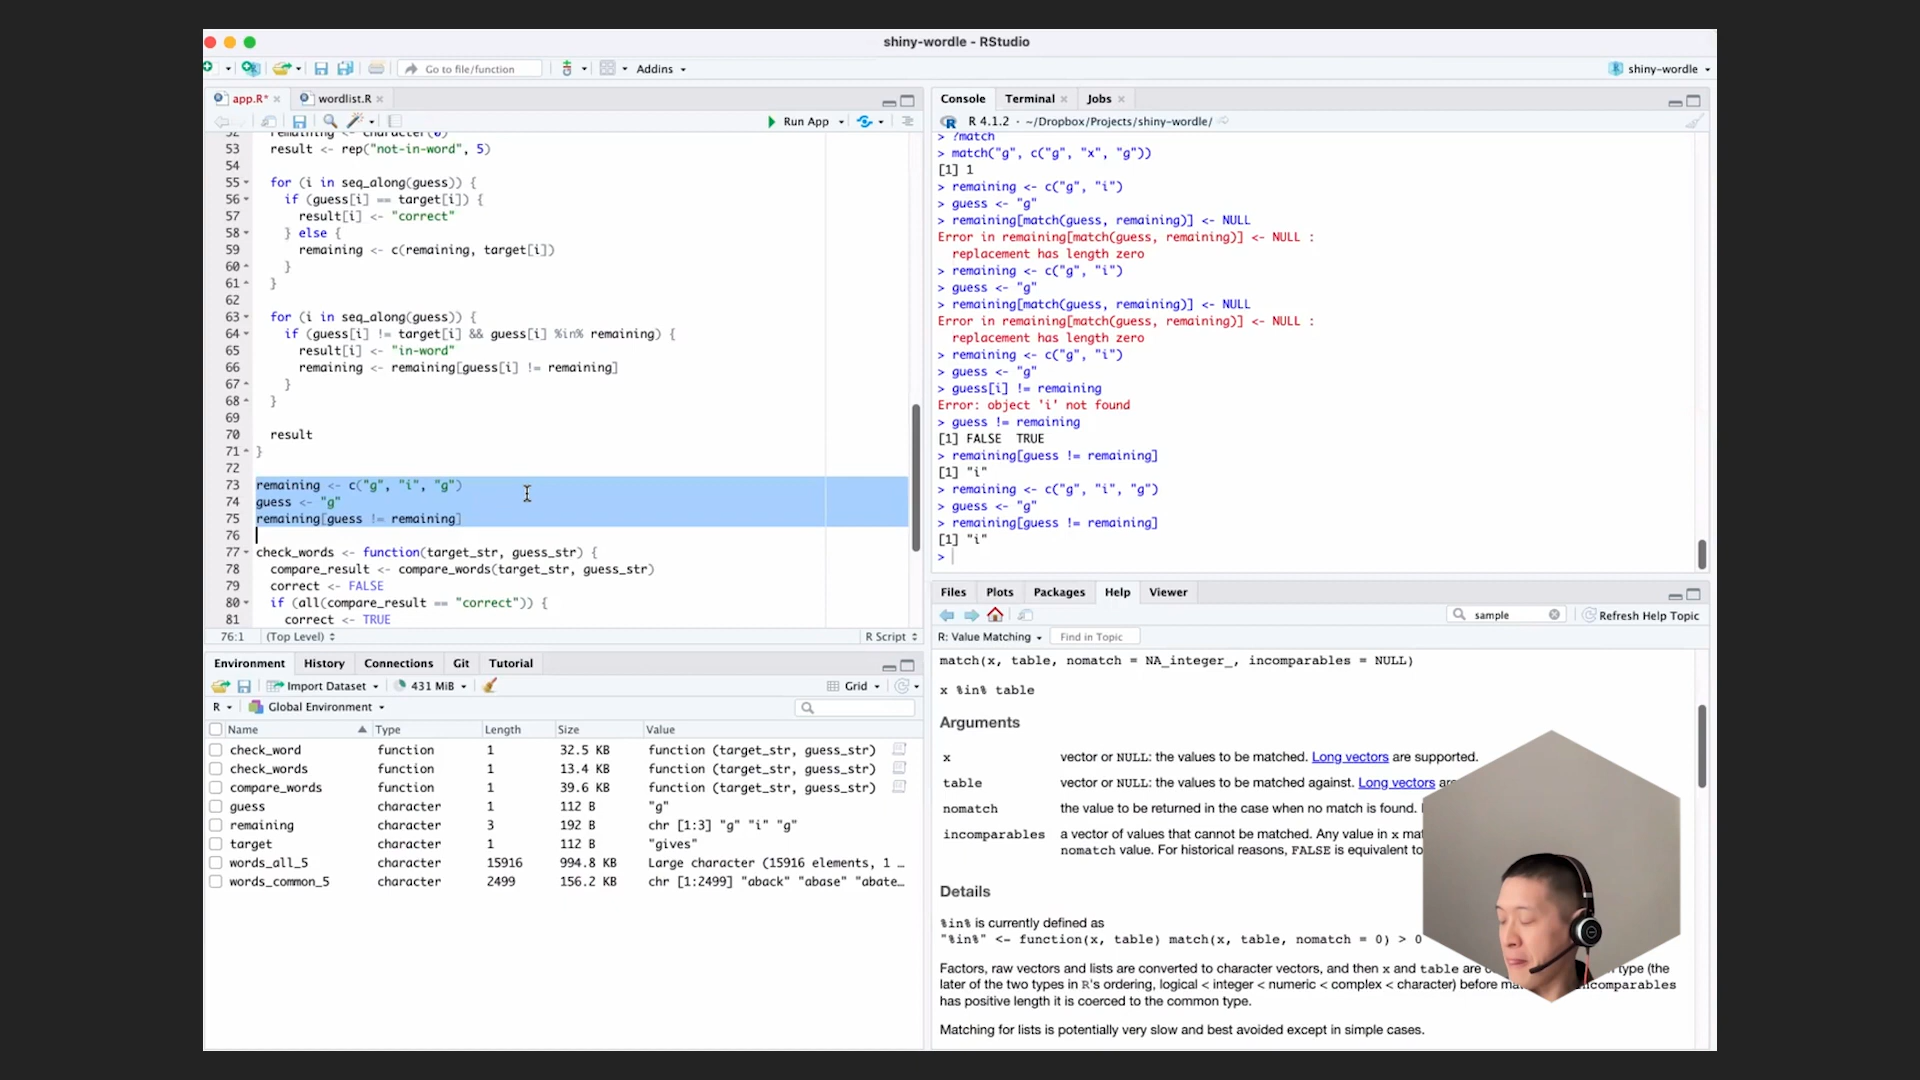 shiny-wordle - RStudio
Go to file/function
Addins
shiny-wordle
app.R*
wordlist.R
Run App
52 remaining <- character(0)
53 result <- rep("not-in-word", 5)
54
55 for (i in seq_along(guess)) {
56 if (guess[i] == target[i]) {
57 result[i] <- "correct"
58 } else {
59 remaining <- c(remaining, target[i])
60 }
61 }
62
63 for (i in seq_along(guess)) {
64 if (guess[i] != target[i] && guess[i] %in% remaining) {
65 result[i] <- "in-word"
66 remaining <- remaining[guess[i] != remaining]
67 }
68 }
69
70 result
71 }
72
73 remaining <- c("g", "i", "g")
74 guess <- "g"
75 remaining[guess != remaining]
76
77 check_words <- function(target_str, guess_str) {
78 compare_result <- compare_words(target_str, guess_str)
79 correct <- FALSE
80 if (all(compare_result == "correct")) {
81 correct <- TRUE
76:1 (Top Level) R Script
Console Terminal Jobs
R 4.1.2 · ~/Dropbox/Projects/shiny-wordle/
> ?match
> match("g", c("g", "x", "g"))
[1] 1
> remaining <- c("g", "i")
> guess <- "g"
> remaining[match(guess, remaining)] <- NULL
Error in remaining[match(guess, remaining)] <- NULL :
replacement has length zero
> remaining <- c("g", "i")
> guess <- "g"
> remaining[match(guess, remaining)] <- NULL
Error in remaining[match(guess, remaining)] <- NULL :
replacement has length zero
> remaining <- c("g", "i")
> guess <- "g"
> guess[i] != remaining
Error: object 'i' not found
> guess != remaining
[1] FALSE TRUE
> remaining[guess != remaining]
[1] "i"
> remaining <- c("g", "i", "g")
> guess <- "g"
> remaining[guess != remaining]
[1] "i"
>
Environment History Connections Git Tutorial
Import Dataset 431 MiB Grid
R Global Environment
Name Type Length Size Value
check_word function 1 32.5 KB function (target_str, guess_str)
check_words function 1 13.4 KB function (target_str, guess_str)
compare_words function 1 39.6 KB function (target_str, guess_str)
guess character 1 112 B "g"
remaining character 3 192 B chr [1:3] "g" "i" "g"
target character 1 112 B "gives"
words_all_5 character 15916 994.8 KB Large character (15916 elements, 1 …
words_common_5 character 2499 156.2 KB chr [1:2499] "aback" "abase" "abate…
Files Plots Packages Help Viewer
sample
Refresh Help Topic
R: Value Matching Find in Topic
match(x, table, nomatch = NA_integer_, incomparables = NULL)
x %in% table
Arguments
x vector or NULL: the values to be matched. Long vectors are supported.
table vector or NULL: the values to be matched against. Long vectors
nomatch the value to be returned in the case when no match is found.
incomparables a vector of values that cannot be matched. Any value in x
nomatch value. For historical reasons, FALSE is equivalent to
Details
%in% is currently defined as
"%in%" <- function(x, table) match(x, table, nomatch = 0) > 0
Factors, raw vectors and lists are converted to character vectors, and then x and table are type (the
later of the two types in R's ordering, logical < integer < numeric < complex < character) before incomparables
has positive length it is coerced to the common type.
Matching for lists is potentially very slow and best avoided except in simple cases.